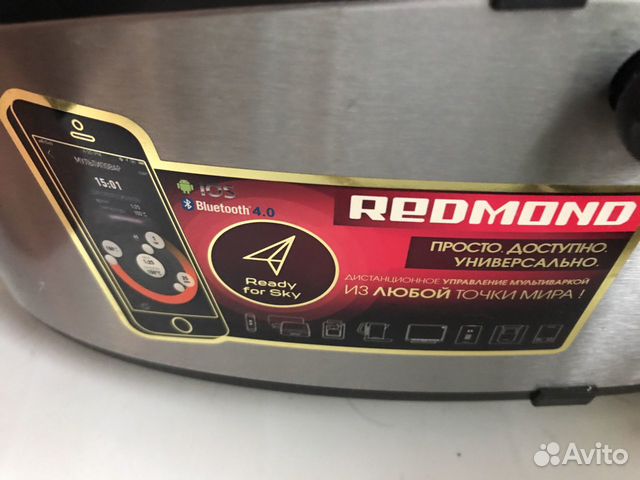 МУЛЬТИПОВАР
15:01
iOS
Bluetooth 4.0
REDMOND
ПРОСТО. ДОСТУПНО.
УНИВЕРСАЛЬНО.
Ready
for Sky
ДИСТАНЦИОННОЕ УПРАВЛЕНИЕ МУЛЬТИВАРКОЙ
ИЗ ЛЮБОЙ ТОЧКИ МИРА !
Avito